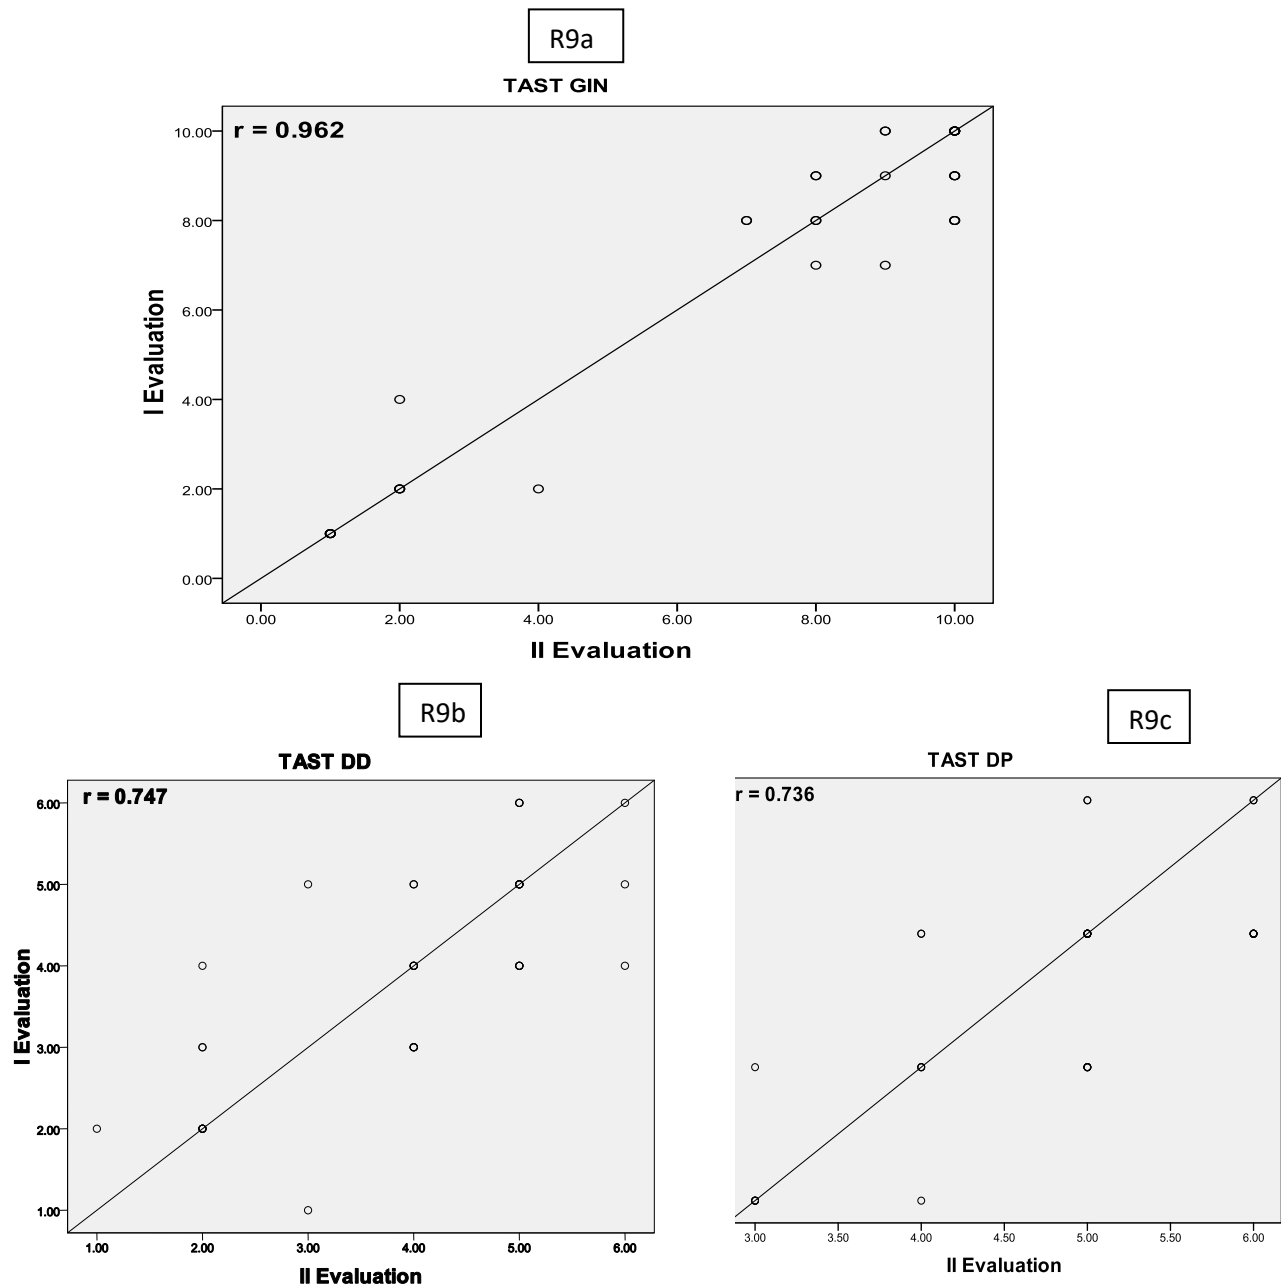 R9a
TAST GIN
r = 0.962
10.00
8.00
6.00
4.00
2.00
0.00
I Evaluation
0.00 2.00 4.00 6.00 8.00 10.00
II Evaluation
R9b
TAST DD
r = 0.747
6.00
5.00
4.00
3.00
2.00
1.00
I Evaluation
1.00 2.00 3.00 4.00 5.00 6.00
II Evaluation
R9c
TAST DP
r = 0.736
3.00 3.50 4.00 4.50 5.00 5.50 6.00
II Evaluation